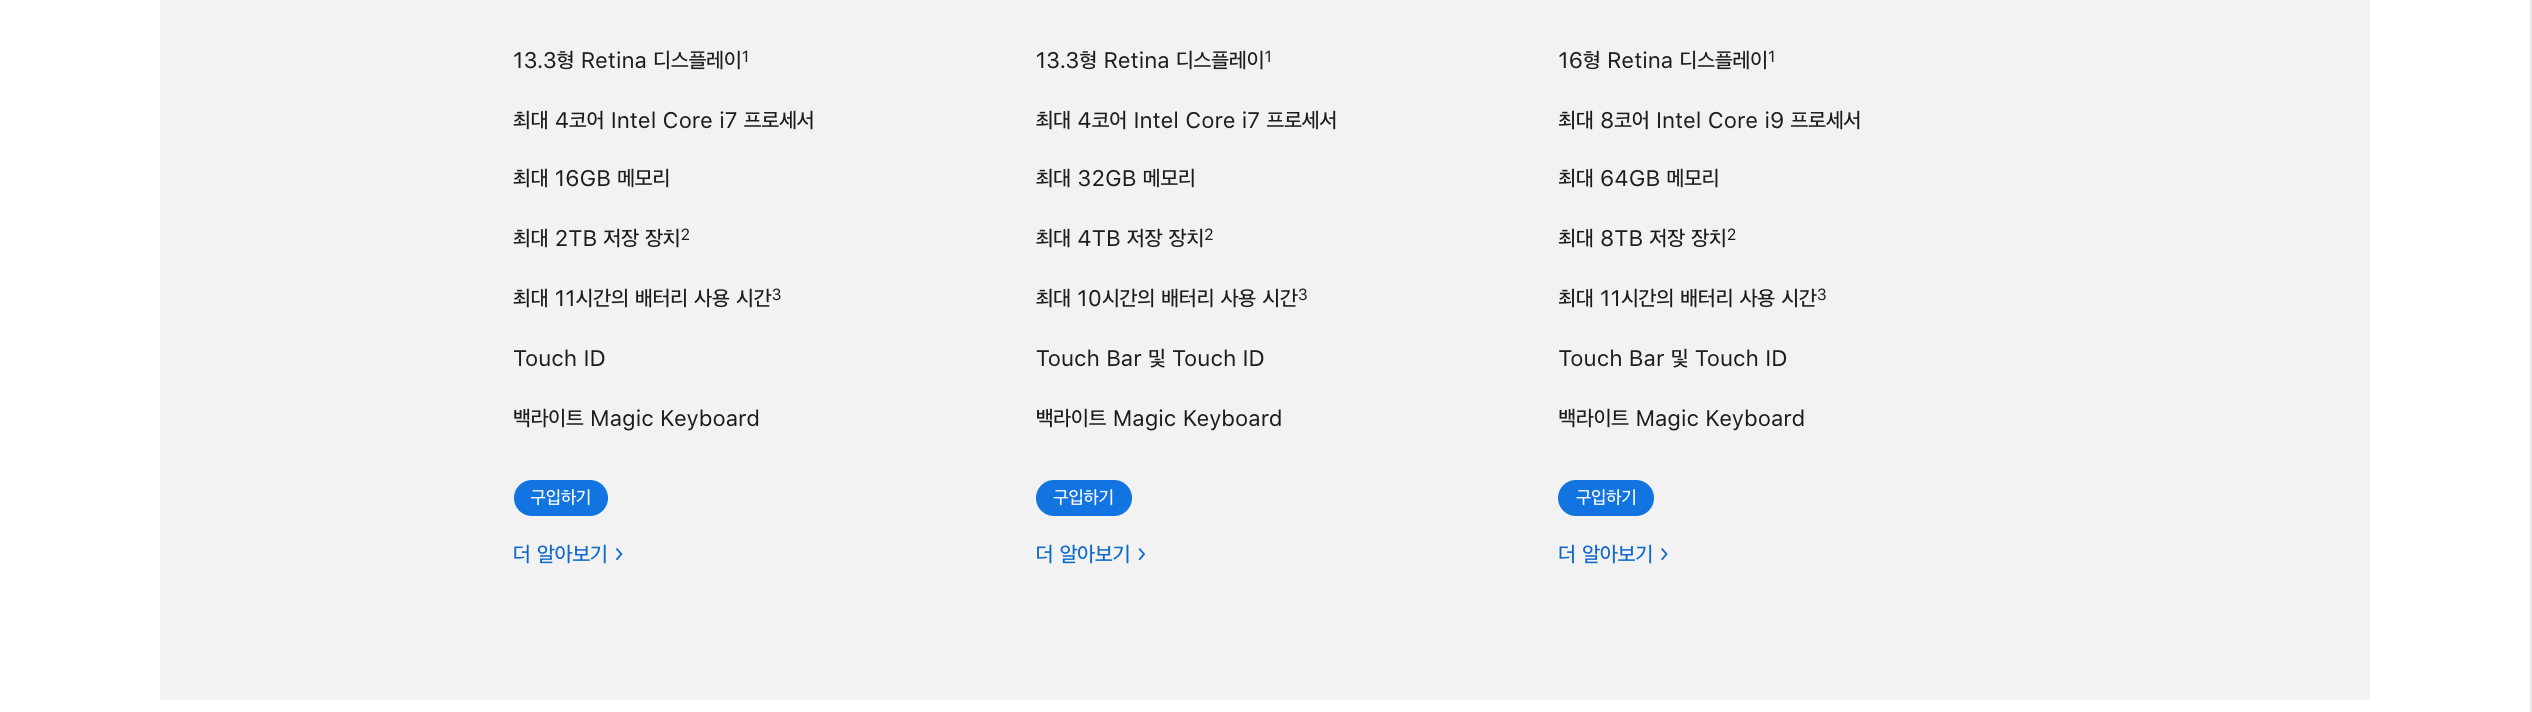 13.3형 Retina 디스플레이1
최대 4코어 Intel Core i7 프로세서
최대 16GB 메모리
최대 2TB 저장 장치2
최대 11시간의 배터리 사용 시간3
Touch ID
백라이트 Magic Keyboard
구입하기
더 알아보기 >
13.3형 Retina 디스플레이1
최대 4코어 Intel Core i7 프로세서
최대 32GB 메모리
최대 4TB 저장 장치2
최대 10시간의 배터리 사용 시간3
Touch Bar 및 Touch ID
백라이트 Magic Keyboard
구입하기
더 알아보기 >
16형 Retina 디스플레이1
최대 8코어 Intel Core i9 프로세서
최대 64GB 메모리
최대 8TB 저장 장치2
최대 11시간의 배터리 사용 시간3
Touch Bar 및 Touch ID
백라이트 Magic Keyboard
구입하기
더 알아보기 >